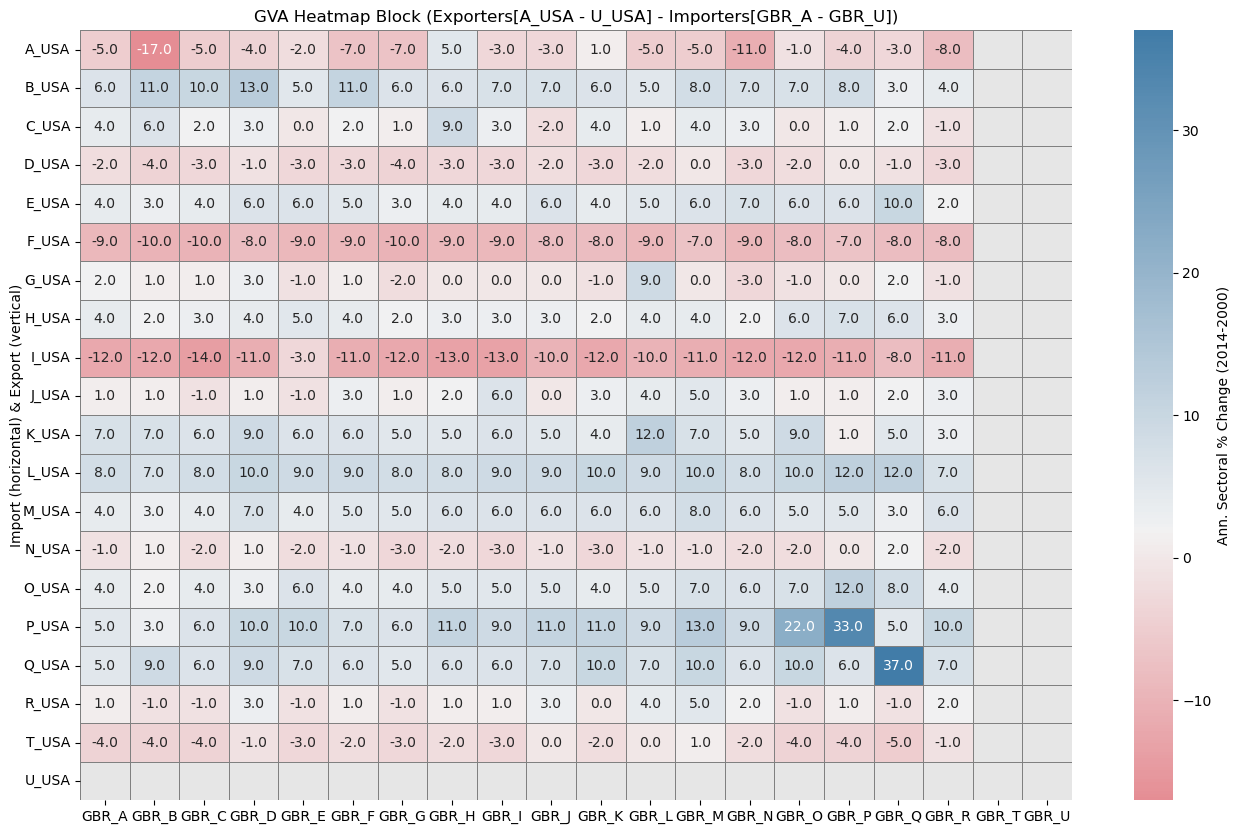 GVA Heatmap Block (Exporters[A_USA - U_USA] - Importers[GBR_A - GBR_U])
Import (horizontal) & Export (vertical)
A_USA -5.0 -17.0 -5.0 -4.0 -2.0 -7.0 -7.0 5.0 -3.0 -3.0 1.0 -5.0 -5.0 -11.0 -1.0 -4.0 -3.0 -8.0
B_USA 6.0 11.0 10.0 13.0 5.0 11.0 6.0 6.0 7.0 7.0 6.0 5.0 8.0 7.0 7.0 8.0 3.0 4.0
C_USA 4.0 6.0 2.0 3.0 0.0 2.0 1.0 9.0 3.0 -2.0 4.0 1.0 4.0 3.0 0.0 1.0 2.0 -1.0
D_USA -2.0 -4.0 -3.0 -1.0 -3.0 -3.0 -4.0 -3.0 -3.0 -2.0 -3.0 -2.0 0.0 -3.0 -2.0 0.0 -1.0 -3.0
E_USA 4.0 3.0 4.0 6.0 6.0 5.0 3.0 4.0 4.0 6.0 4.0 5.0 6.0 7.0 6.0 6.0 10.0 2.0
F_USA -9.0 -10.0 -10.0 -8.0 -9.0 -9.0 -10.0 -9.0 -9.0 -8.0 -8.0 -9.0 -7.0 -9.0 -8.0 -7.0 -8.0 -8.0
G_USA 2.0 1.0 1.0 3.0 -1.0 1.0 -2.0 0.0 0.0 0.0 -1.0 9.0 0.0 -3.0 -1.0 0.0 2.0 -1.0
H_USA 4.0 2.0 3.0 4.0 5.0 4.0 2.0 3.0 3.0 3.0 2.0 4.0 4.0 2.0 6.0 7.0 6.0 3.0
I_USA -12.0 -12.0 -14.0 -11.0 -3.0 -11.0 -12.0 -13.0 -13.0 -10.0 -12.0 -10.0 -11.0 -12.0 -12.0 -11.0 -8.0 -11.0
J_USA 1.0 1.0 -1.0 1.0 -1.0 3.0 1.0 2.0 6.0 0.0 3.0 4.0 5.0 3.0 1.0 1.0 2.0 3.0
K_USA 7.0 7.0 6.0 9.0 6.0 6.0 5.0 5.0 6.0 5.0 4.0 12.0 7.0 5.0 9.0 1.0 5.0 3.0
L_USA 8.0 7.0 8.0 10.0 9.0 9.0 8.0 8.0 9.0 9.0 10.0 9.0 10.0 8.0 10.0 12.0 12.0 7.0
M_USA 4.0 3.0 4.0 7.0 4.0 5.0 5.0 6.0 6.0 6.0 6.0 6.0 8.0 6.0 5.0 5.0 3.0 6.0
N_USA -1.0 1.0 -2.0 1.0 -2.0 -1.0 -3.0 -2.0 -3.0 -1.0 -3.0 -1.0 -1.0 -2.0 -2.0 0.0 2.0 -2.0
O_USA 4.0 2.0 4.0 3.0 6.0 4.0 4.0 5.0 5.0 5.0 4.0 5.0 7.0 6.0 7.0 12.0 8.0 4.0
P_USA 5.0 3.0 6.0 10.0 10.0 7.0 6.0 11.0 9.0 11.0 11.0 9.0 13.0 9.0 22.0 33.0 5.0 10.0
Q_USA 5.0 9.0 6.0 9.0 7.0 6.0 5.0 6.0 6.0 7.0 10.0 7.0 10.0 6.0 10.0 6.0 37.0 7.0
R_USA 1.0 -1.0 -1.0 3.0 -1.0 1.0 -1.0 1.0 1.0 3.0 0.0 4.0 5.0 2.0 -1.0 1.0 -1.0 2.0
T_USA -4.0 -4.0 -4.0 -1.0 -3.0 -2.0 -3.0 -2.0 -3.0 0.0 -2.0 0.0 1.0 -2.0 -4.0 -4.0 -5.0 -1.0
U_USA
GBR_A GBR_B GBR_C GBR_D GBR_E GBR_F GBR_G GBR_H GBR_I GBR_J GBR_K GBR_L GBR_M GBR_N GBR_O GBR_P GBR_Q GBR_R GBR_T GBR_U
30
20
10
0
−10
Ann. Sectoral % Change (2014-2000)